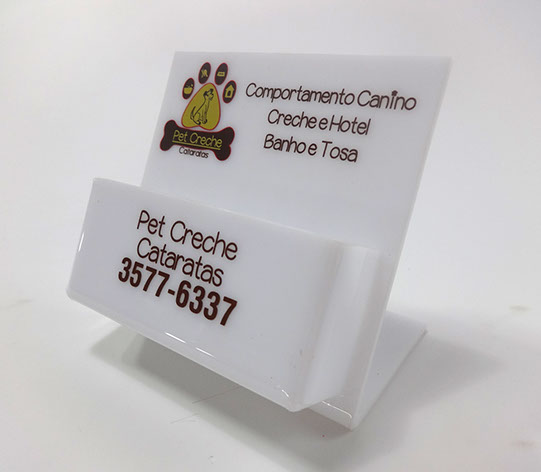 Comportamento Canino
Creche e Hotel
Banho e Tosa
Pet Creche
Cataratas
Pet Creche
Cataratas
3577-6337